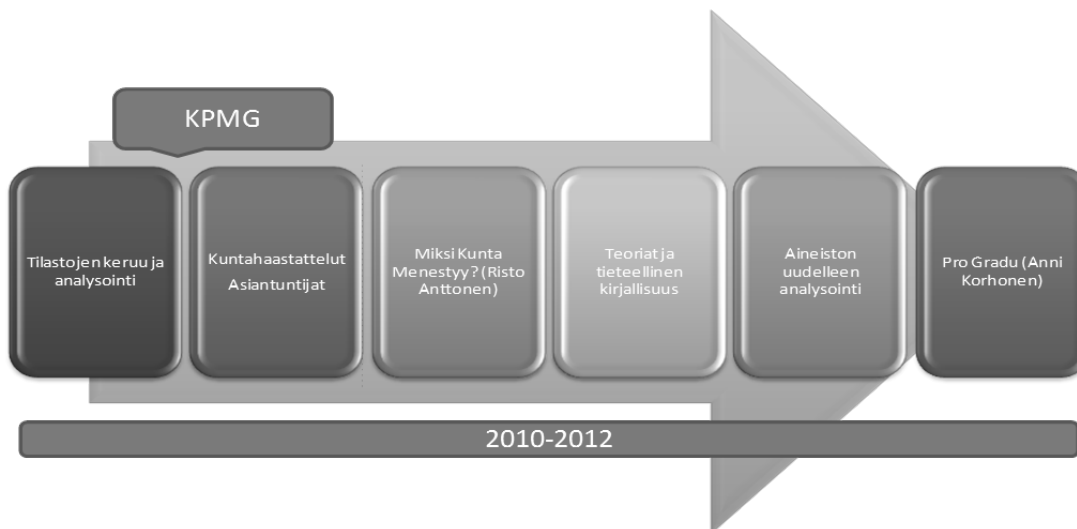 KPMG
Tilastojen keruu ja
analysointi
Kuntahaastattelut
Asiantuntijat
Miksi Kunta
Menestyy? (Risto
Anttonen)
Teoriat ja
tieteellinen
kirjallisuus
Aineiston
uudelleen
analysointi
Pro Gradu (Anni
Korhonen)
2010-2012